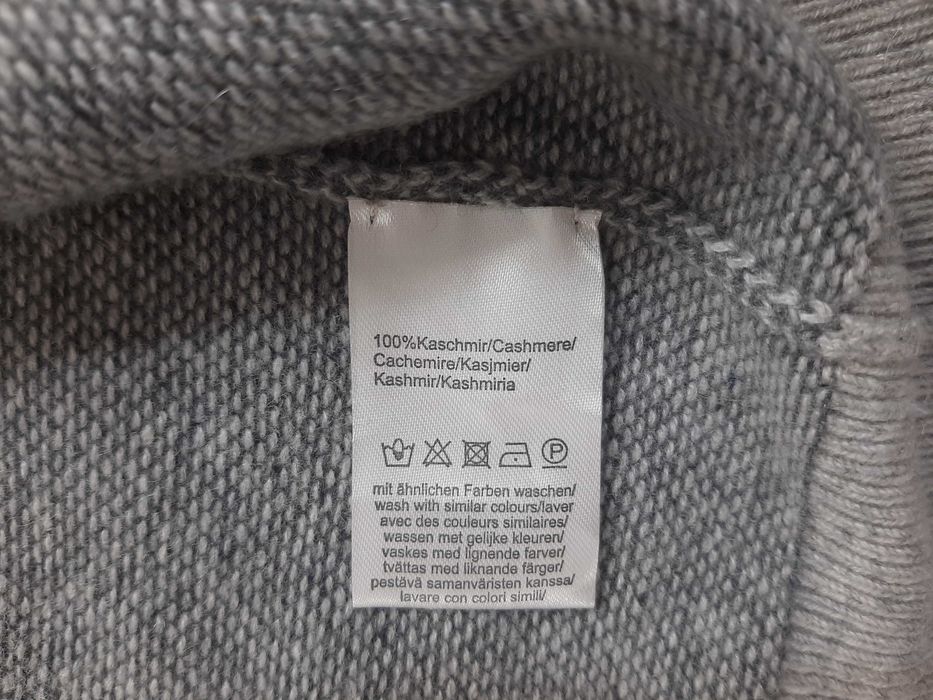 100%Kaschmir/Cashmere/
Cachemire/Kasjmier/
Kashmir/Kashmiria
P
mit ähnlichen Farben waschen/
wash with similar colours/laver
avec des couleurs similaires/
wassen met gelijke kleuren/
vaskes med lignende farver/
tvättas med liknande färger/
pestävä samanväristen kanssa/
lavare con colori simili/